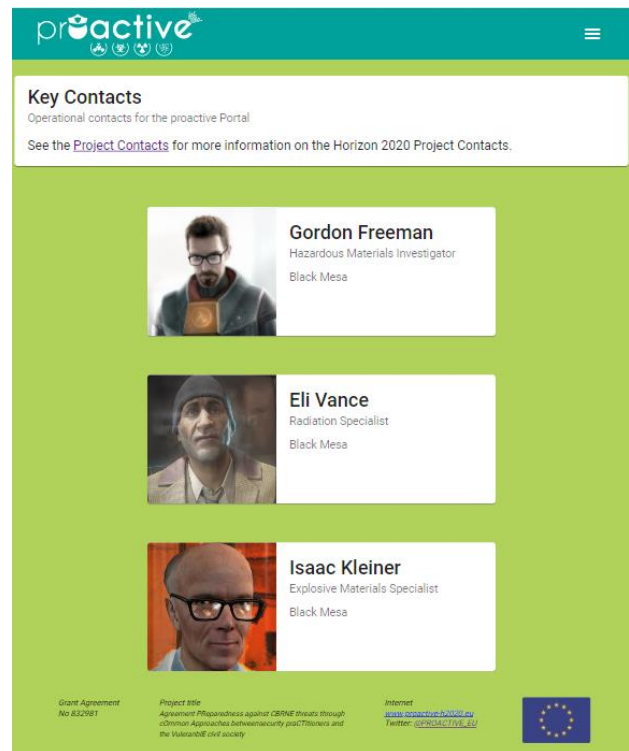 proactive
Key Contacts
Operational contacts for the proactive Portal
See the Project Contacts for more information on the Horizon 2020 Project Contacts.
Gordon Freeman
Hazardous Materials Investigator
Black Mesa
Eli Vance
Radiation Specialist
Black Mesa
Isaac Kleiner
Explosive Materials Specialist
Black Mesa
Grant Agreement
No 832981
Project title
Agreement PReparedness against CBRNE threats through
cOmmon Approaches betweensecurity praCTItioners and
the VuleranblE civil society
Internet
www.proactive-h2020.eu
Twitter: @PROACTIVE_EU